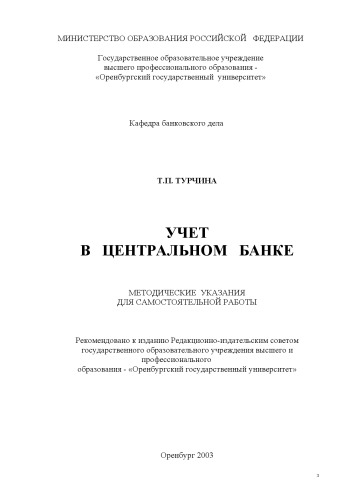 МИНИСТЕРСТВО ОБРАЗОВАНИЯ РОССИЙСКОЙ ФЕДЕРАЦИИ
Государственное образовательное учреждение
высшего профессионального образования -
«Оренбургский государственный университет»
Кафедра банковского дела
Т.П. ТУРЧИНА
УЧЕТ
В ЦЕНТРАЛЬНОМ БАНКЕ
МЕТОДИЧЕСКИЕ УКАЗАНИЯ
ДЛЯ САМОСТОЯТЕЛЬНОЙ РАБОТЫ
Рекомендовано к изданию Редакционно-издательским советом
государственного образовательного учреждения высшего и
профессионального
образования - «Оренбургский государственный университет»
Оренбург 2003